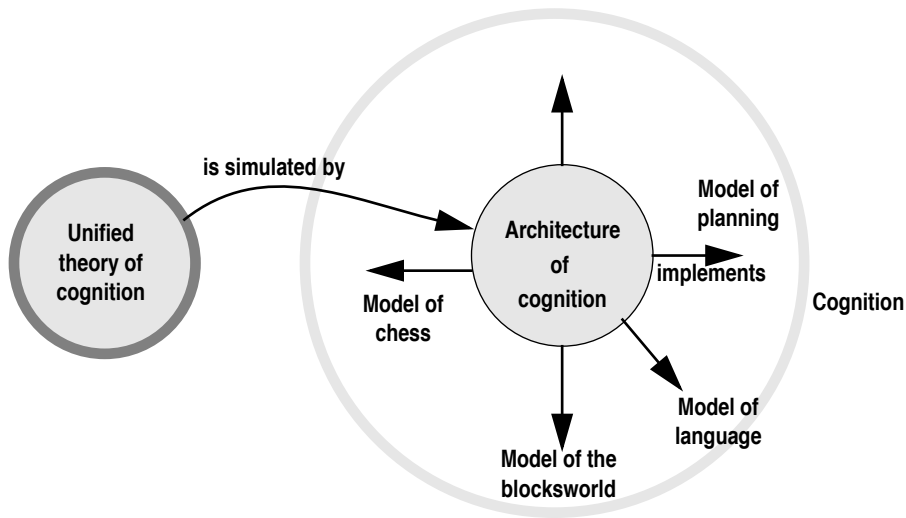 is simulated by
Unified
theory of
cognition
Architecture
of
cognition
Model of
planning
implements
Cognition
Model of
chess
Model of
language
Model of the
blocksworld